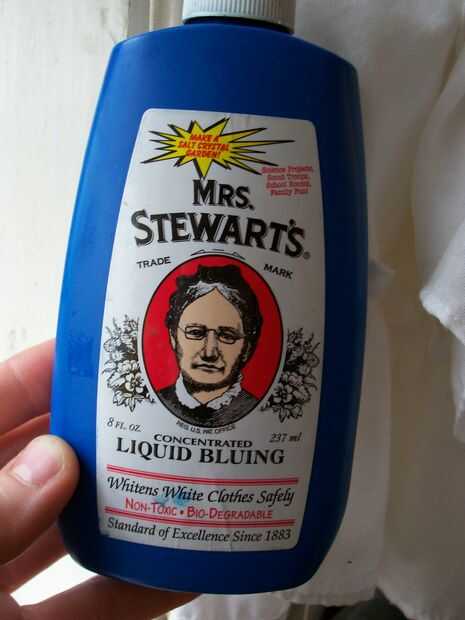 MAKE A
SALT CRYSTAL
GARDEN!
Science Projects,
Scout Troops,
School Rooms,
Family Fun!
MRS.
STEWART'S®
TRADE MARK
REG. U.S. PAT. OFFICE
8 FL. OZ. 237 ml
CONCENTRATED
LIQUID BLUING
Whitens White Clothes Safely
NON-TOXIC • BIO-DEGRADABLE
Standard of Excellence Since 1883